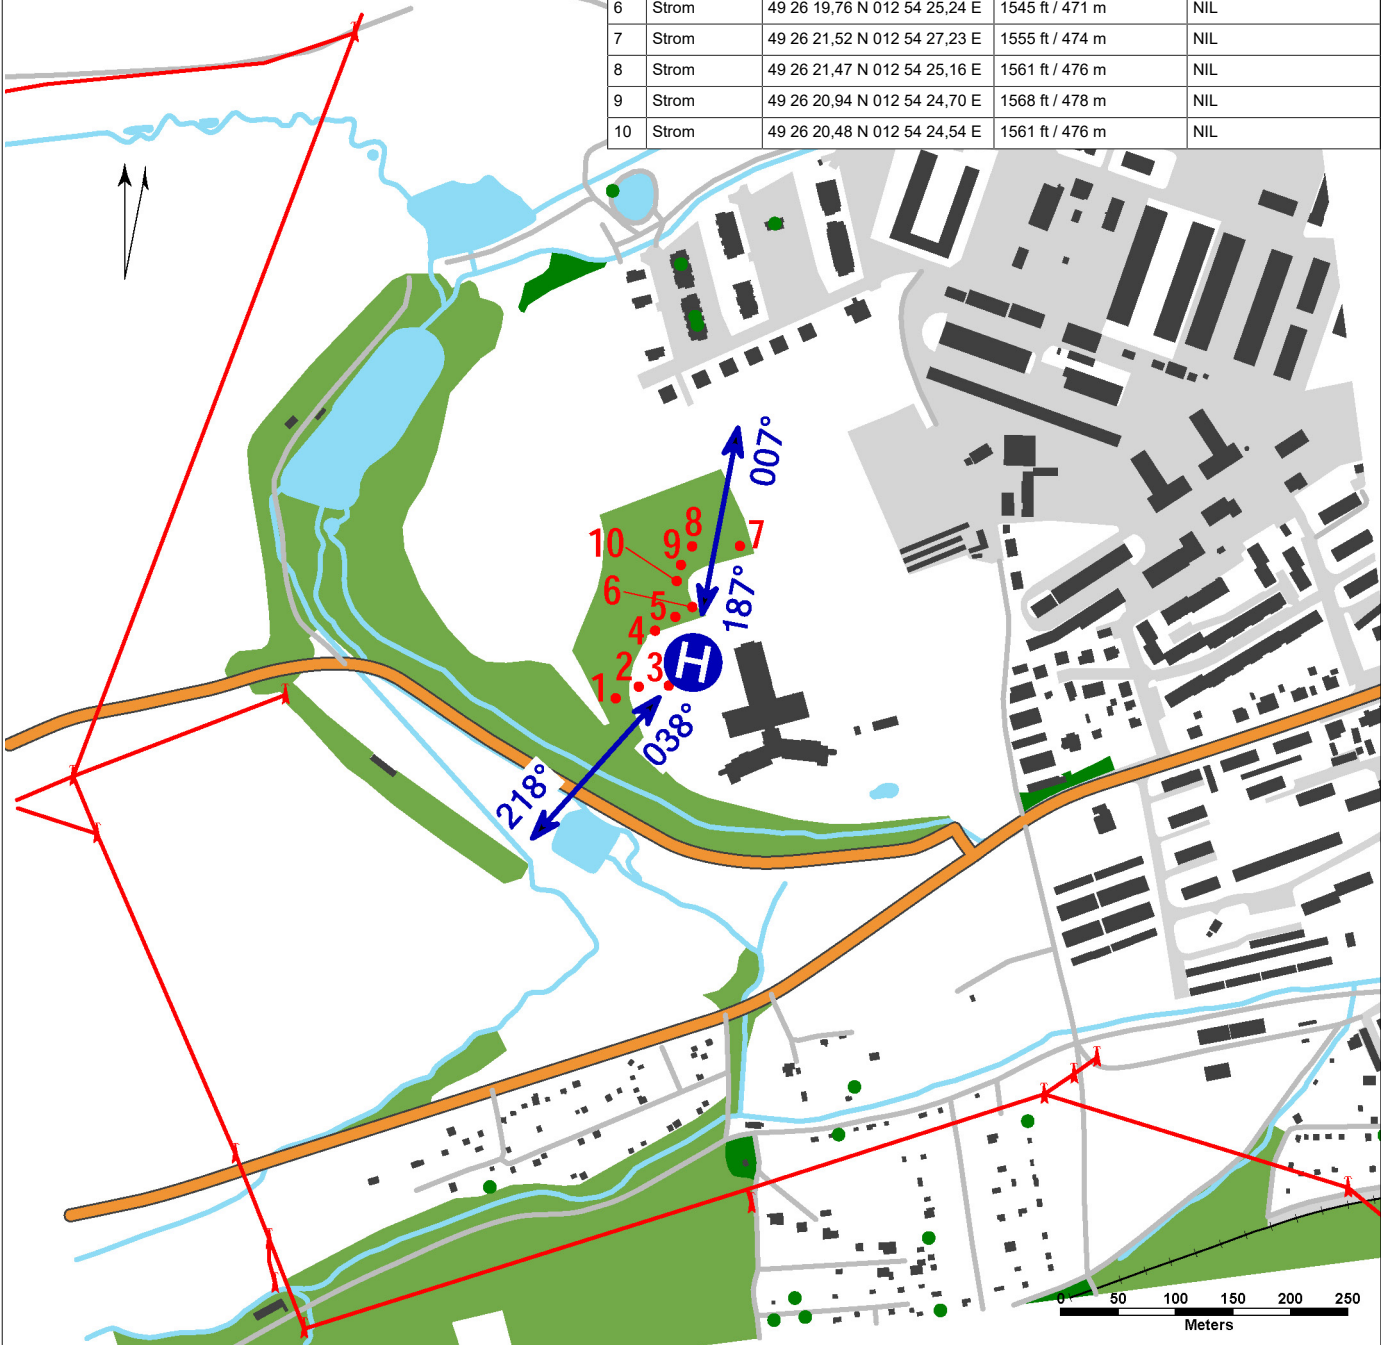 6 Strom 49 26 19,76 N 012 54 25,24 E 1545 ft / 471 m NIL
7 Strom 49 26 21,52 N 012 54 27,23 E 1555 ft / 474 m NIL
8 Strom 49 26 21,47 N 012 54 25,16 E 1561 ft / 476 m NIL
9 Strom 49 26 20,94 N 012 54 24,70 E 1568 ft / 478 m NIL
10 Strom 49 26 20,48 N 012 54 24,54 E 1561 ft / 476 m NIL
007°
8
7
10
9
187°
6
5
4
H
2
3
1
038°
218°
0 50 100 150 200 250
Meters